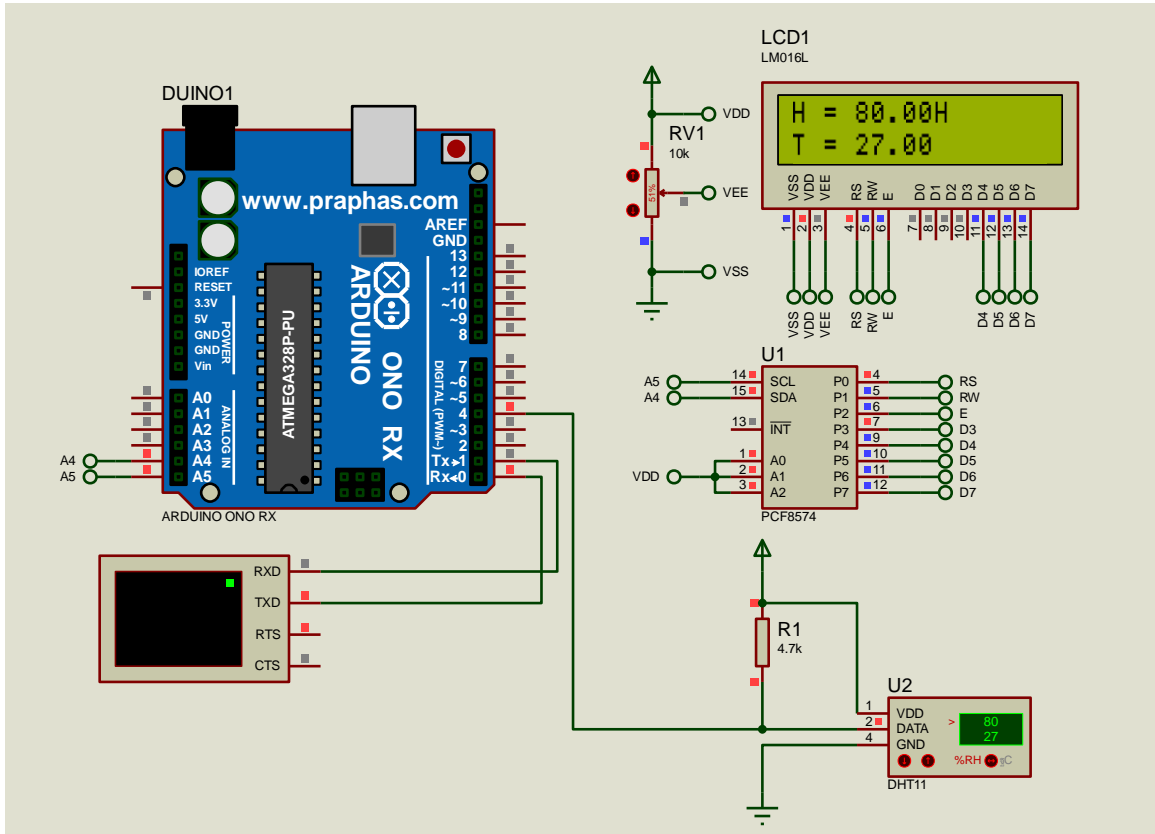 DUINO1
www.praphas.com
AREF
GND
13
12
~11
~10
~9
8
7
~6
~5
4
~3
2
Tx▸1
Rx◂0
DIGITAL (PWM~)
IOREF
RESET
3.3V
5V
GND
GND
Vin
POWER
A0
A1
A2
A3
A4
A5
ANALOG IN
ATMEGA328P-PU
ARDUINO
ONO RX
A4
A5
ARDUINO ONO RX
RXD
TXD
RTS
CTS
RV1
10k
51%
VDD
VEE
VSS
LCD1
LM016L
H = 80.00H
T = 27.00
VSS
VDD
VEE
RS
RW
E
D0
D1
D2
D3
D4
D5
D6
D7
1
2
3
4
5
6
7
8
9
10
11
12
13
14
VSS
VDD
VEE
RS
RW
E
D4
D5
D6
D7
U1
A5 14 SCL P0 4 RS
A4 15 SDA P1 5 RW
P2 6 E
13 INT P3 7 D3
P4 9 D4
1 A0 P5 10 D5
VDD 2 A1 P6 11 D6
3 A2 P7 12 D7
PCF8574
R1
4.7k
U2
1 VDD
2 DATA
4 GND
> 80
27
%RH °C
DHT11